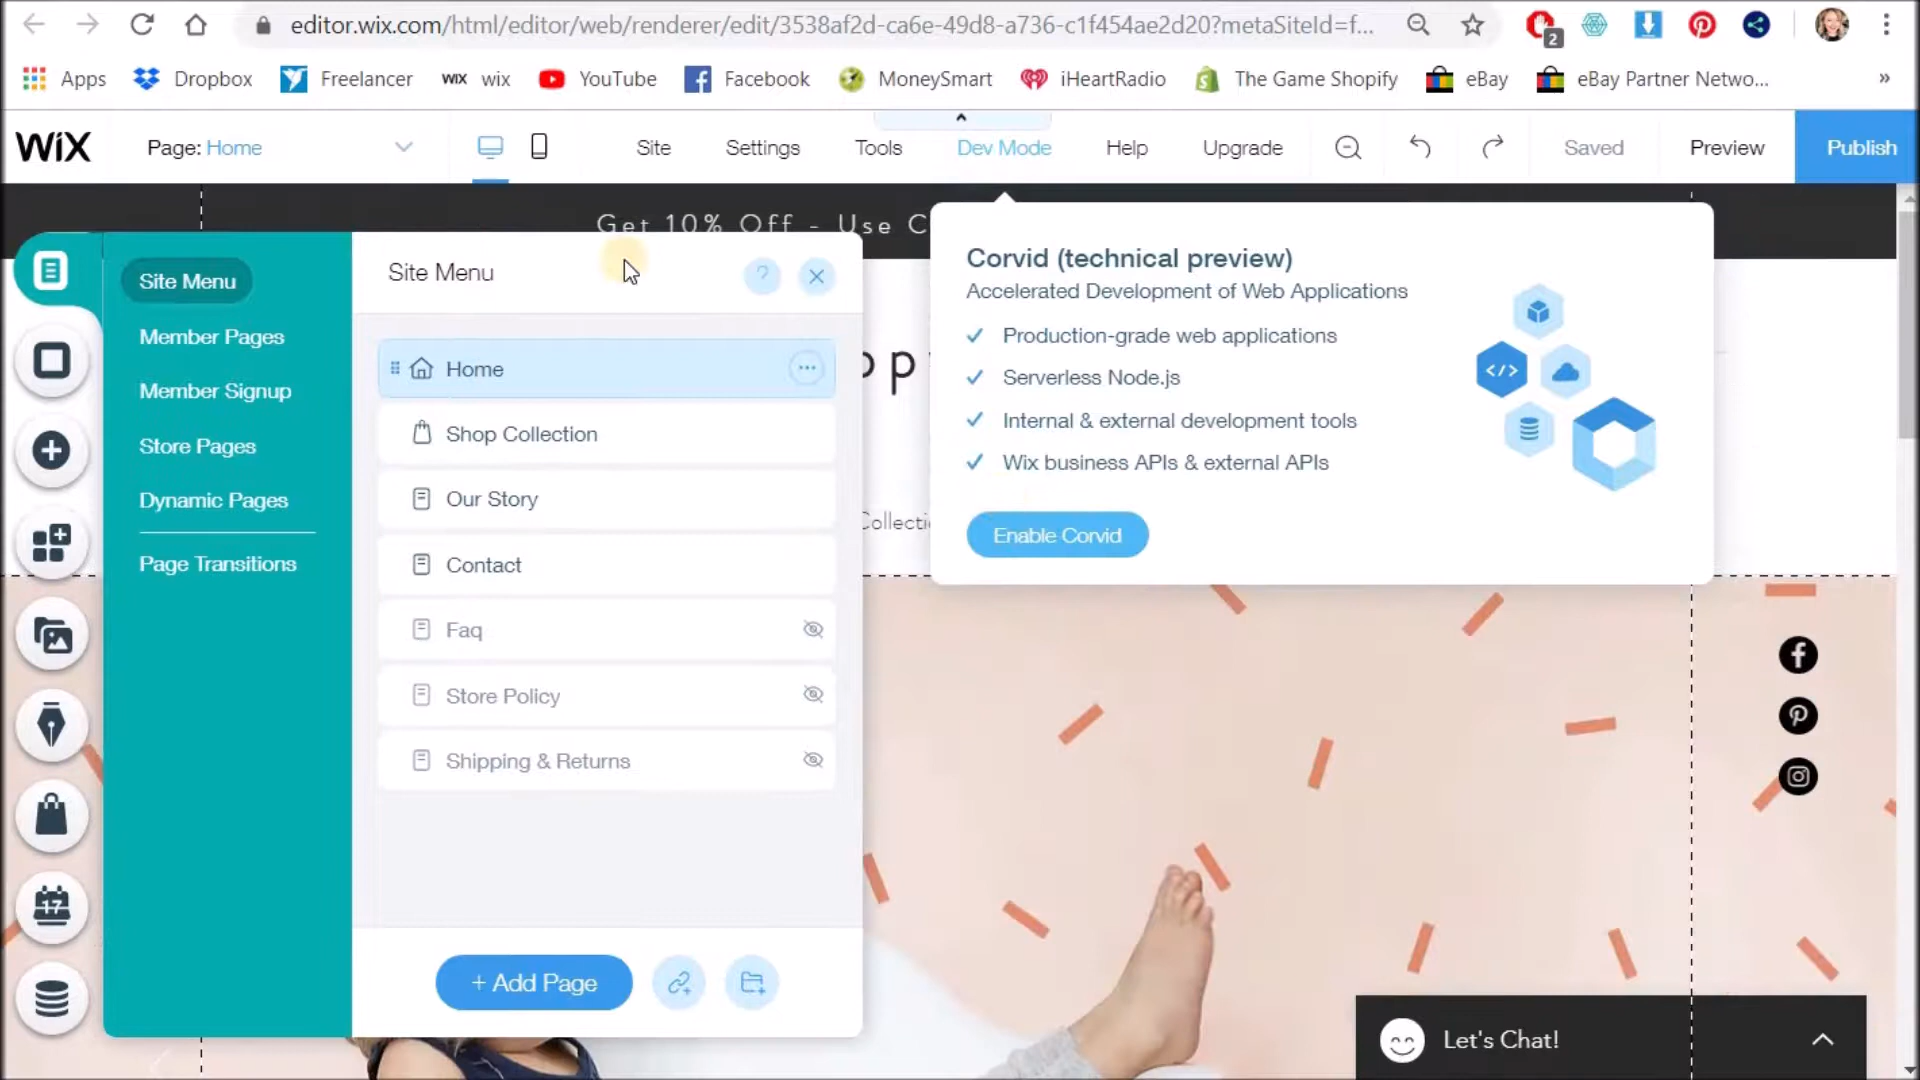 editor.wix.com/html/editor/web/renderer/edit/3538af2d-ca6e-49d8-a736-c1f454ae2d20?metaSiteId=f...
2
Apps
Dropbox
Freelancer
WIX wix
YouTube
Facebook
MoneySmart
iHeartRadio
The Game Shopify
eBay
eBay Partner Netwo...
»
WiX
Page: Home
Site
Settings
Tools
Dev Mode
Help
Upgrade
Saved
Preview
Publish
Get 10% Off - Use C
Site Menu
Member Pages
Member Signup
Store Pages
Dynamic Pages
Page Transitions
Site Menu
?
Home
Shop Collection
Our Story
Contact
Faq
Store Policy
Shipping & Returns
+ Add Page
17
Corvid (technical preview)
Accelerated Development of Web Applications
Production-grade web applications
Serverless Node.js
Internal & external development tools
Wix business APIs & external APIs
Enable Corvid
</>
Let's Chat!